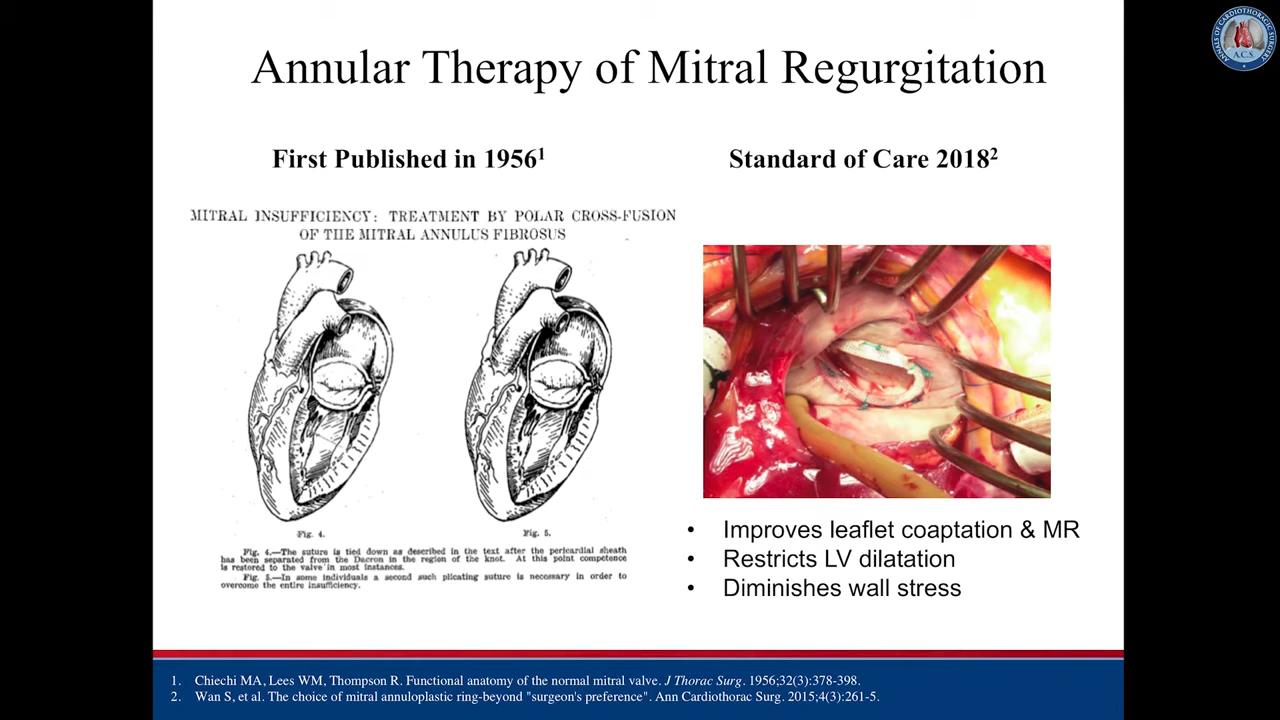 Annular Therapy of Mitral Regurgitation
First Published in 1956¹
MITRAL INSUFFICIENCY: TREATMENT BY POLAR CROSS-FUSION
OF THE MITRAL ANNULUS FIBROSUS
Fig. 4.
Fig. 5.
Fig. 4.—The suture is tied down as described in the text after the pericardial sheath
has been separated from the Dacron in the region of the knot. At this point competence
is restored to the valve in most instances.
Fig. 5.—In some individuals a second such plicating suture is necessary in order to
overcome the entire insufficiency.
Standard of Care 2018²
• Improves leaflet coaptation & MR
• Restricts LV dilatation
• Diminishes wall stress
1. Chiechi MA, Lees WM, Thompson R. Functional anatomy of the normal mitral valve. J Thorac Surg. 1956;32(3):378-398.
2. Wan S, et al. The choice of mitral annuloplastic ring-beyond "surgeon's preference". Ann Cardiothorac Surg. 2015;4(3):261-5.
ANNALS OF CARDIOTHORACIC SURGERY
A.C.S